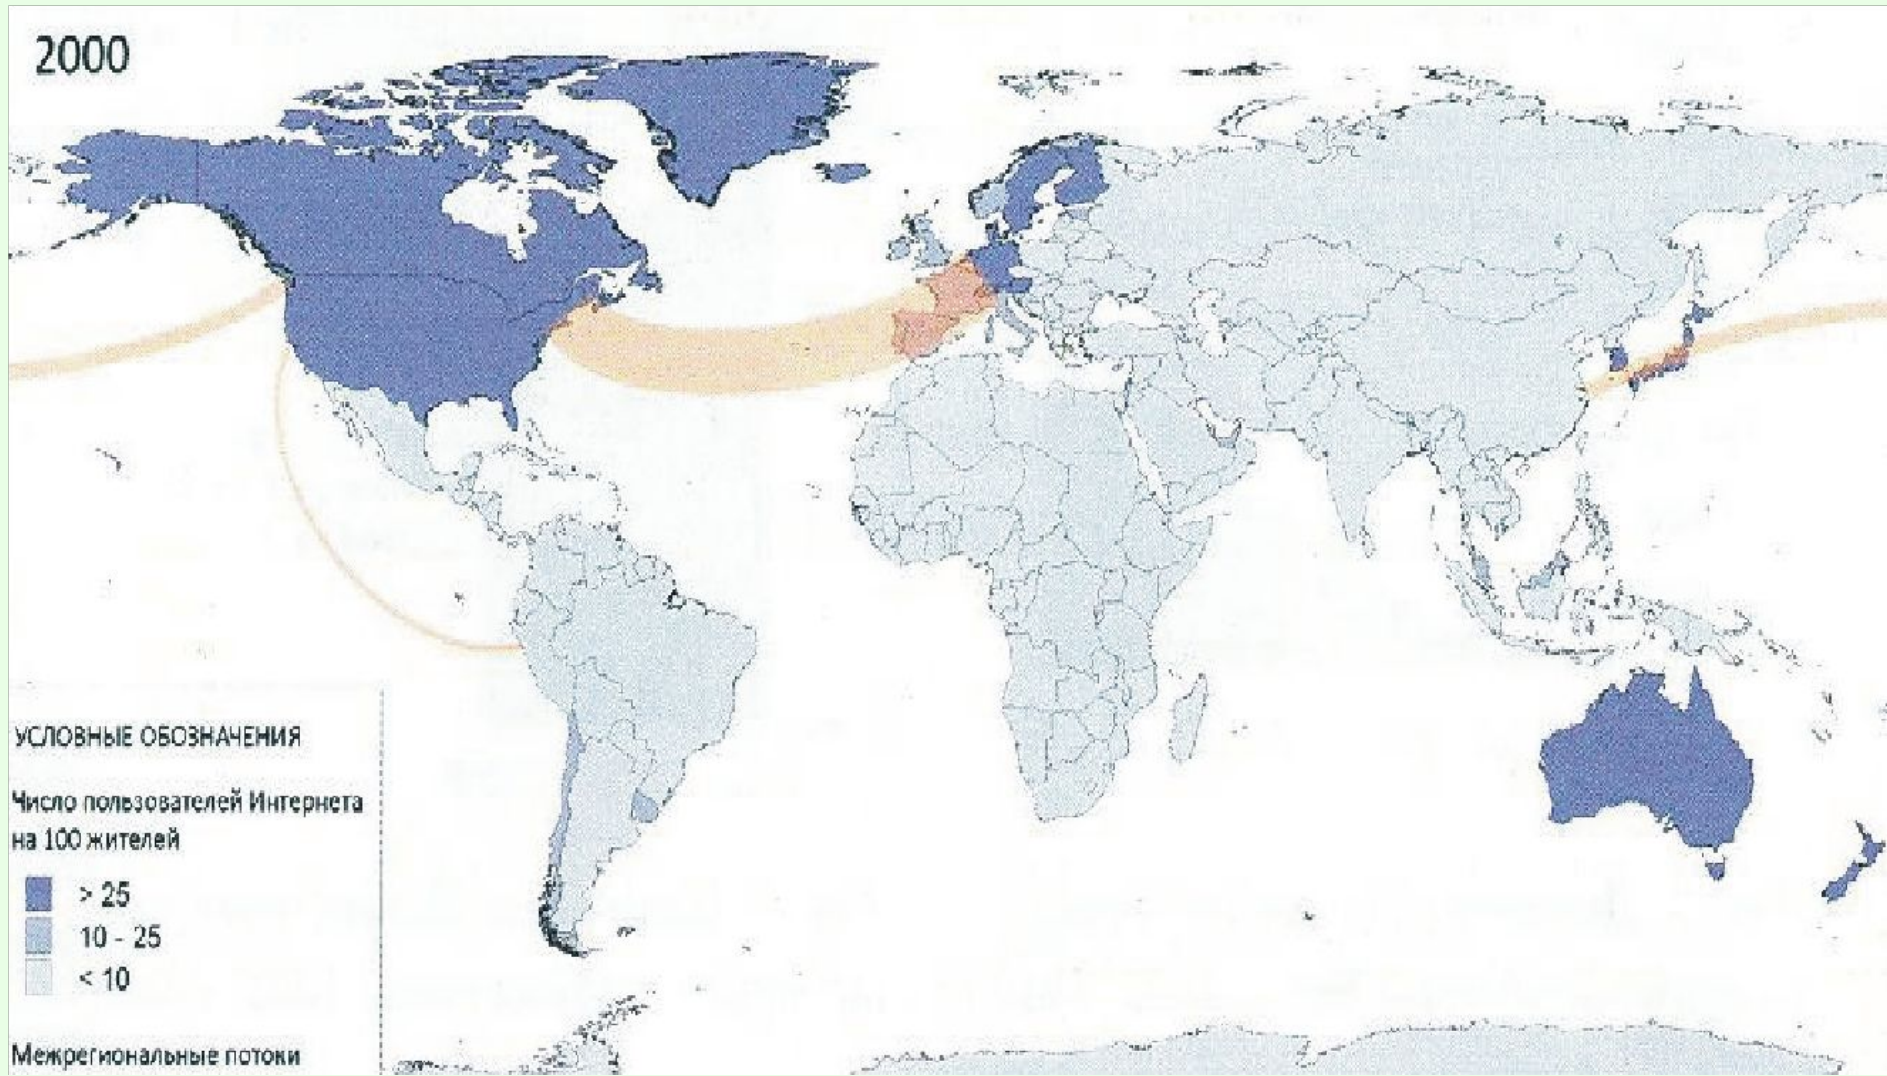 2000
УСЛОВНЫЕ ОБОЗНАЧЕНИЯ
Число пользователей Интернета
на 100 жителей
> 25
10 - 25
< 10
Межрегиональные потоки